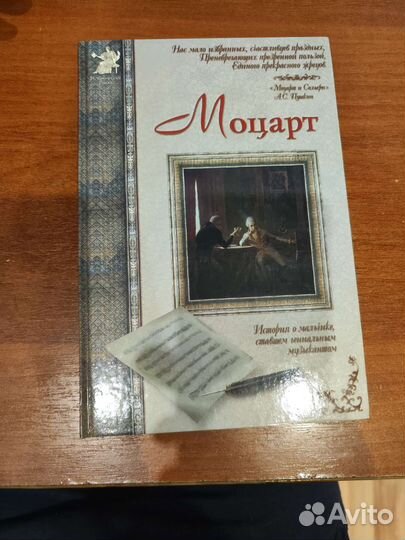 Нас мало избранных, счастливцев праздных,
Пренебрегающих презренной пользой,
Единого прекрасного жрецов.
«Моцарт и Сальери»
А.С. Пушкин
Моцарт
История о мальчике,
ставшем гениальным
музыкантом
Avito